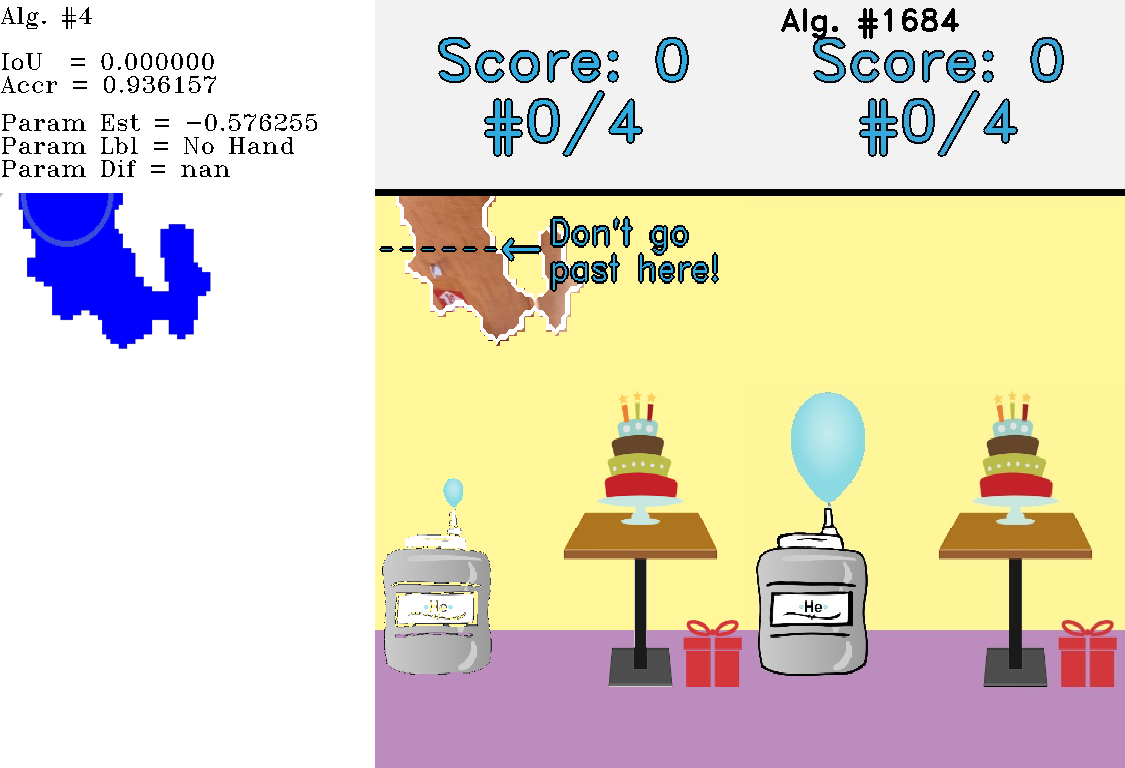 Alg. #4
IoU = 0.000000
Accr = 0.936157
Param Est = -0.576255
Param Lbl = No Hand
Param Dif = nan
Score: 0
#0/4
Alg. #1684
Score: 0
#0/4
Don't go
past here!
He
He